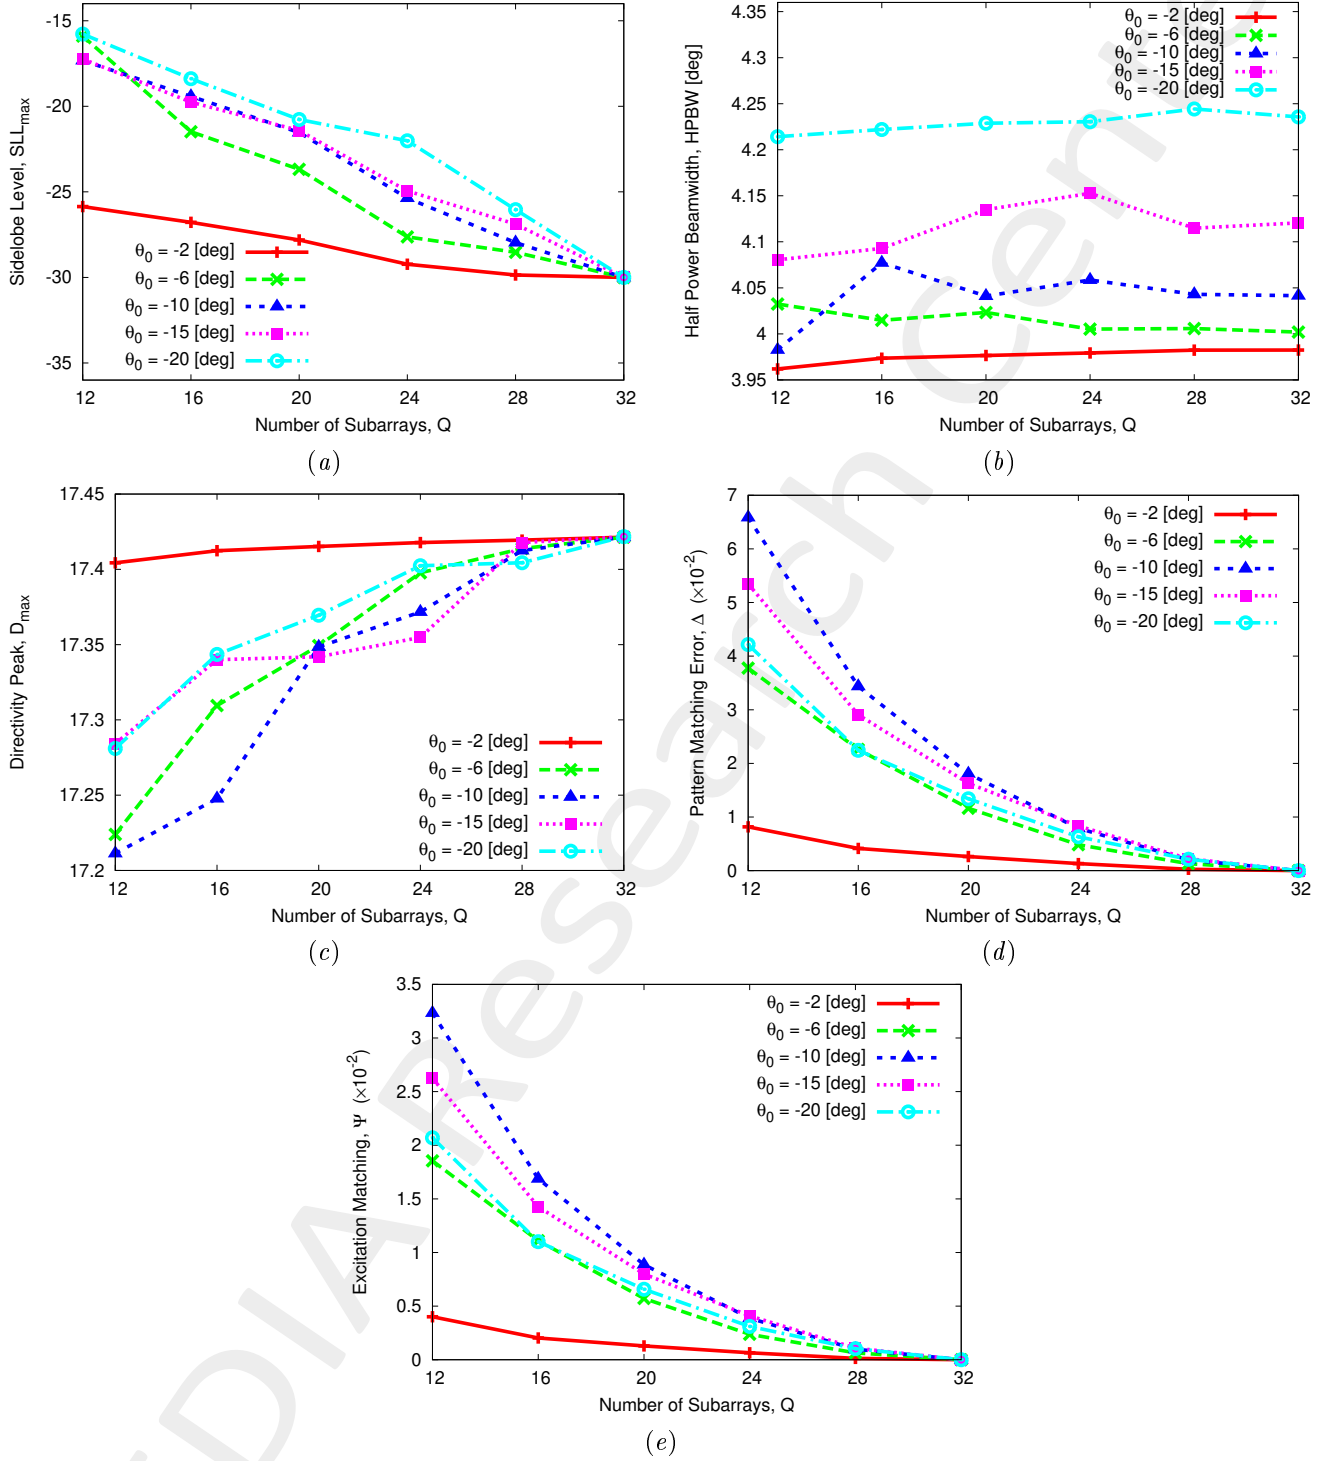 -15
-20
-25
-30
-35
12 16 20 24 28 32
Sidelobe Level, SLL_max
Number of Subarrays, Q
θ₀ = -2 [deg]
θ₀ = -6 [deg]
θ₀ = -10 [deg]
θ₀ = -15 [deg]
θ₀ = -20 [deg]
(a)
4.35
4.3
4.25
4.2
4.15
4.1
4.05
4
3.95
12 16 20 24 28 32
Half Power Beamwidth, HPBW [deg]
Number of Subarrays, Q
θ₀ = -2 [deg]
θ₀ = -6 [deg]
θ₀ = -10 [deg]
θ₀ = -15 [deg]
θ₀ = -20 [deg]
(b)
17.45
17.4
17.35
17.3
17.25
17.2
12 16 20 24 28 32
Directivity Peak, D_max
Number of Subarrays, Q
θ₀ = -2 [deg]
θ₀ = -6 [deg]
θ₀ = -10 [deg]
θ₀ = -15 [deg]
θ₀ = -20 [deg]
(c)
7
6
5
4
3
2
1
0
12 16 20 24 28 32
Pattern Matching Error, Δ (×10⁻²)
Number of Subarrays, Q
θ₀ = -2 [deg]
θ₀ = -6 [deg]
θ₀ = -10 [deg]
θ₀ = -15 [deg]
θ₀ = -20 [deg]
(d)
3.5
3
2.5
2
1.5
1
0.5
0
12 16 20 24 28 32
Excitation Matching, Ψ (×10⁻²)
Number of Subarrays, Q
θ₀ = -2 [deg]
θ₀ = -6 [deg]
θ₀ = -10 [deg]
θ₀ = -15 [deg]
θ₀ = -20 [deg]
(e)
DIA Research Centre